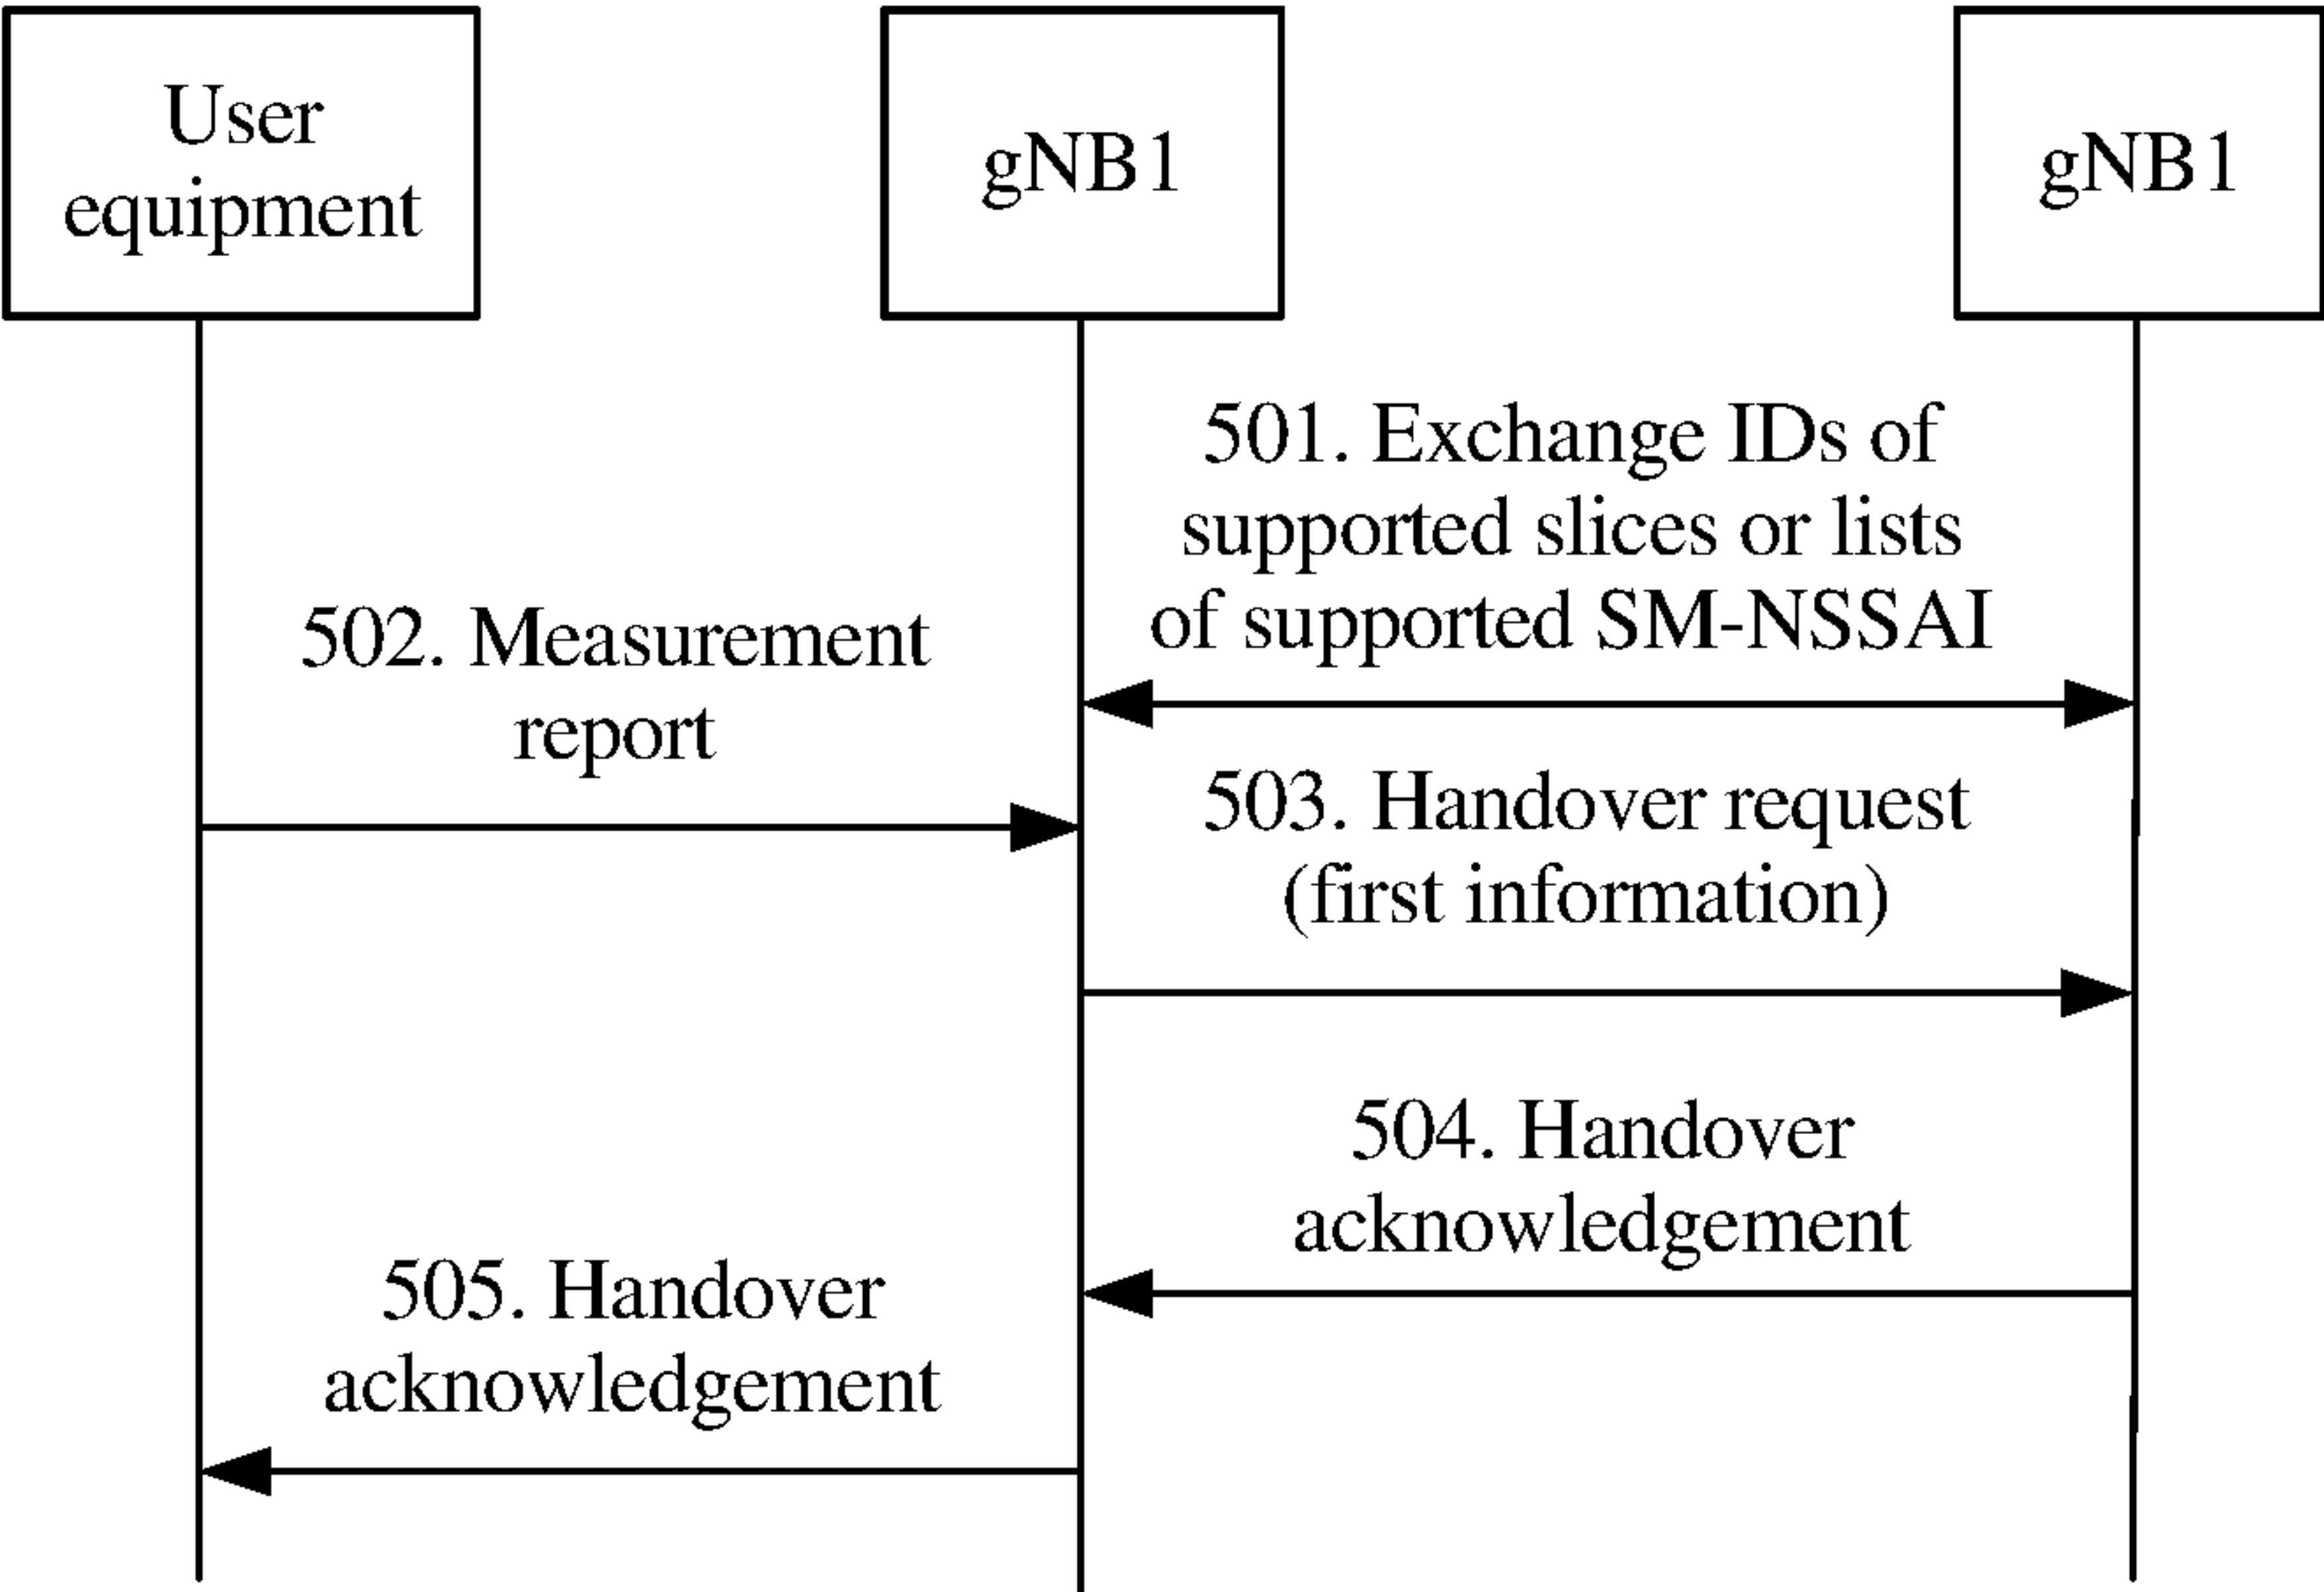 User
equipment
gNB1
gNB1
501. Exchange IDs of
supported slices or lists
of supported SM-NSSAI
502. Measurement
report
503. Handover request
(first information)
504. Handover
acknowledgement
505. Handover
acknowledgement